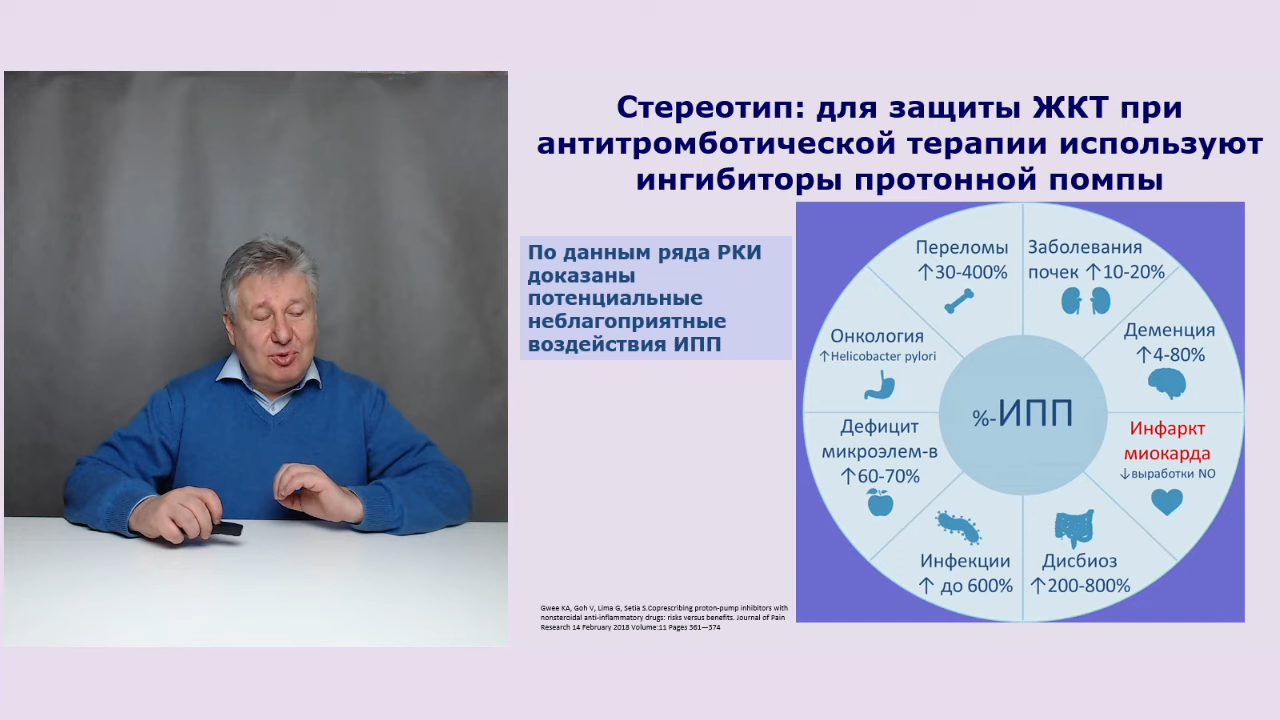 Стереотип: для защиты ЖКТ при
антитромботической терапии используют
ингибиторы протонной помпы
По данным ряда РКИ
доказаны
потенциальные
неблагоприятные
воздействия ИПП
Переломы
↑30-400%
Заболевания
почек ↑10-20%
Онкология
↑Helicobacter pylori
Деменция
↑4-80%
%-ИПП
Дефицит
микроэлем-в
↑60-70%
Инфаркт
миокарда
↓выработки NO
Инфекции
↑ до 600%
Дисбиоз
↑200-800%
Gwee KA, Goh V, Lima G, Setia S.Coprescribing proton-pump inhibitors with
nonsteroidal anti-inflammatory drugs: risks versus benefits. Journal of Pain
Research 14 February 2018 Volume:11 Pages 361—374